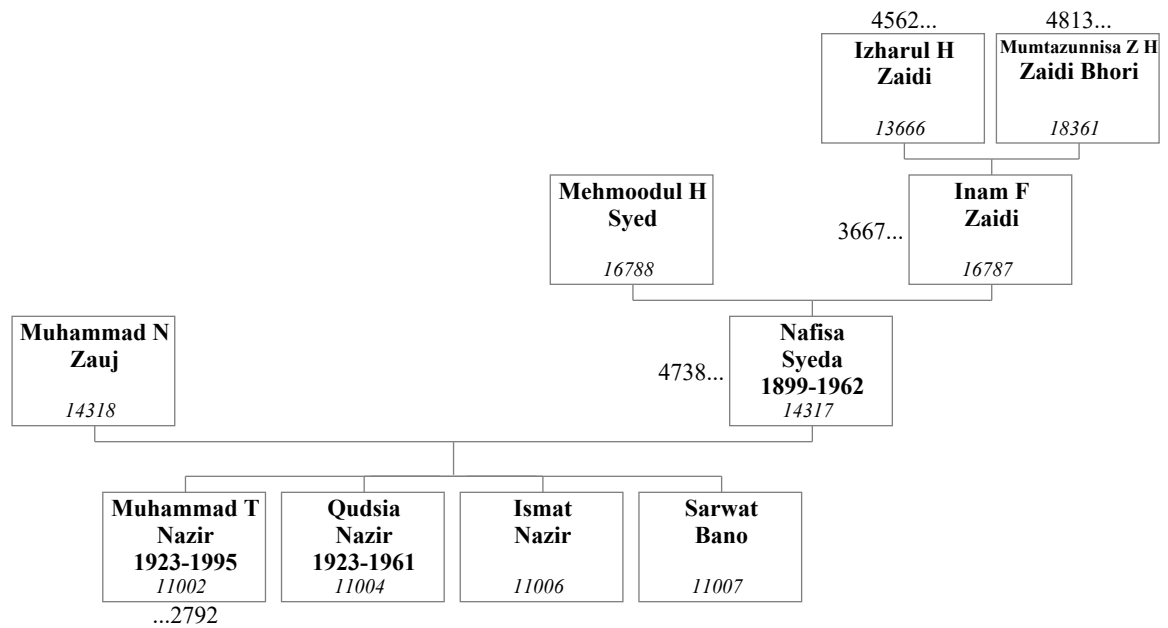 4562...
4813...
Izharul H
Zaidi
13666
Mumtazunnisa Z H
Zaidi Bhori
18361
Mehmoodul H
Syed
16788
3667...
Inam F
Zaidi
16787
Muhammad N
Zauj
14318
4738...
Nafisa
Syeda
1899-1962
14317
Muhammad T
Nazir
1923-1995
11002
...2792
Qudsia
Nazir
1923-1961
11004
Ismat
Nazir
11006
Sarwat
Bano
11007